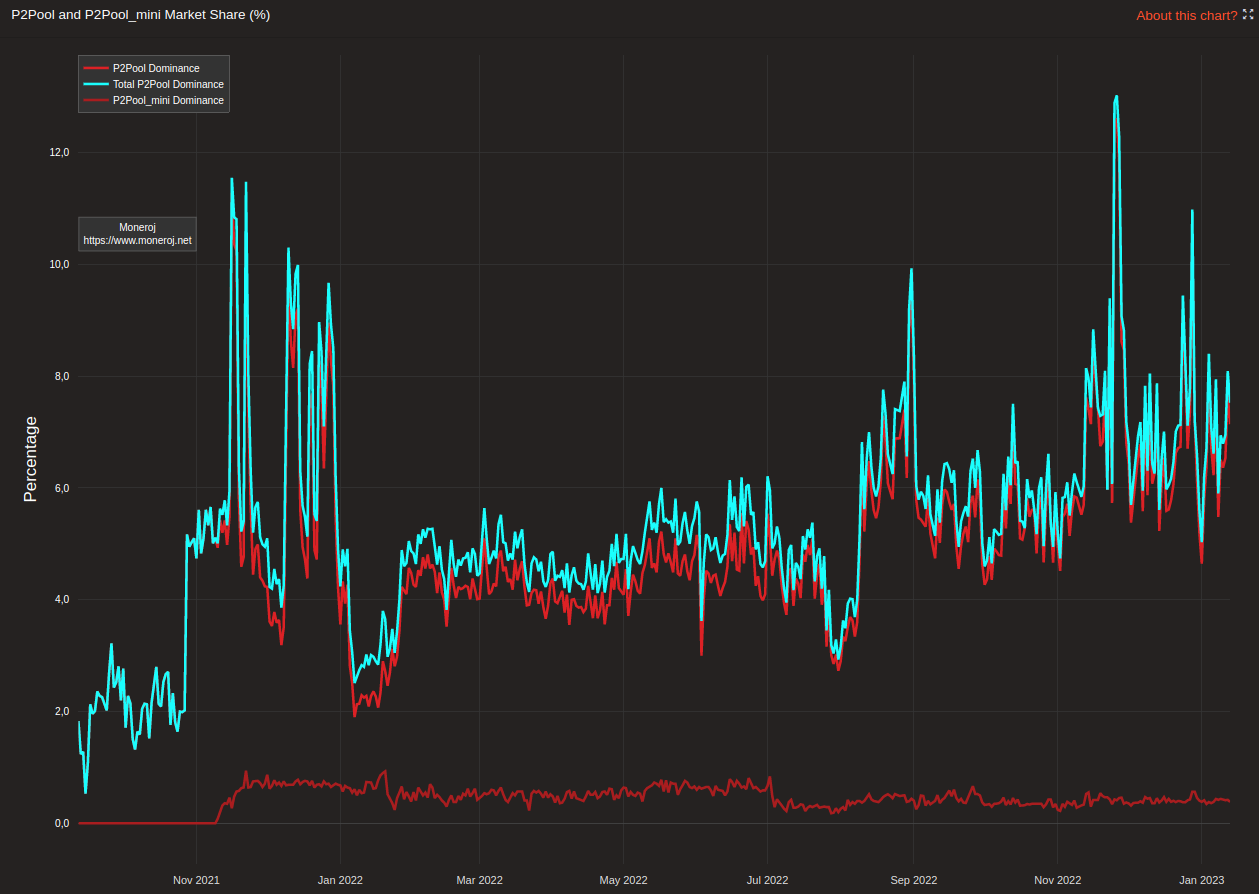 P2Pool and P2Pool_mini Market Share (%)
About this chart?
P2Pool Dominance
Total P2Pool Dominance
P2Pool_mini Dominance
12,0
Moneroj
https://www.moneroj.net
10,0
8,0
Percentage
6,0
4,0
2,0
0,0
Nov 2021
Jan 2022
Mar 2022
May 2022
Jul 2022
Sep 2022
Nov 2022
Jan 2023